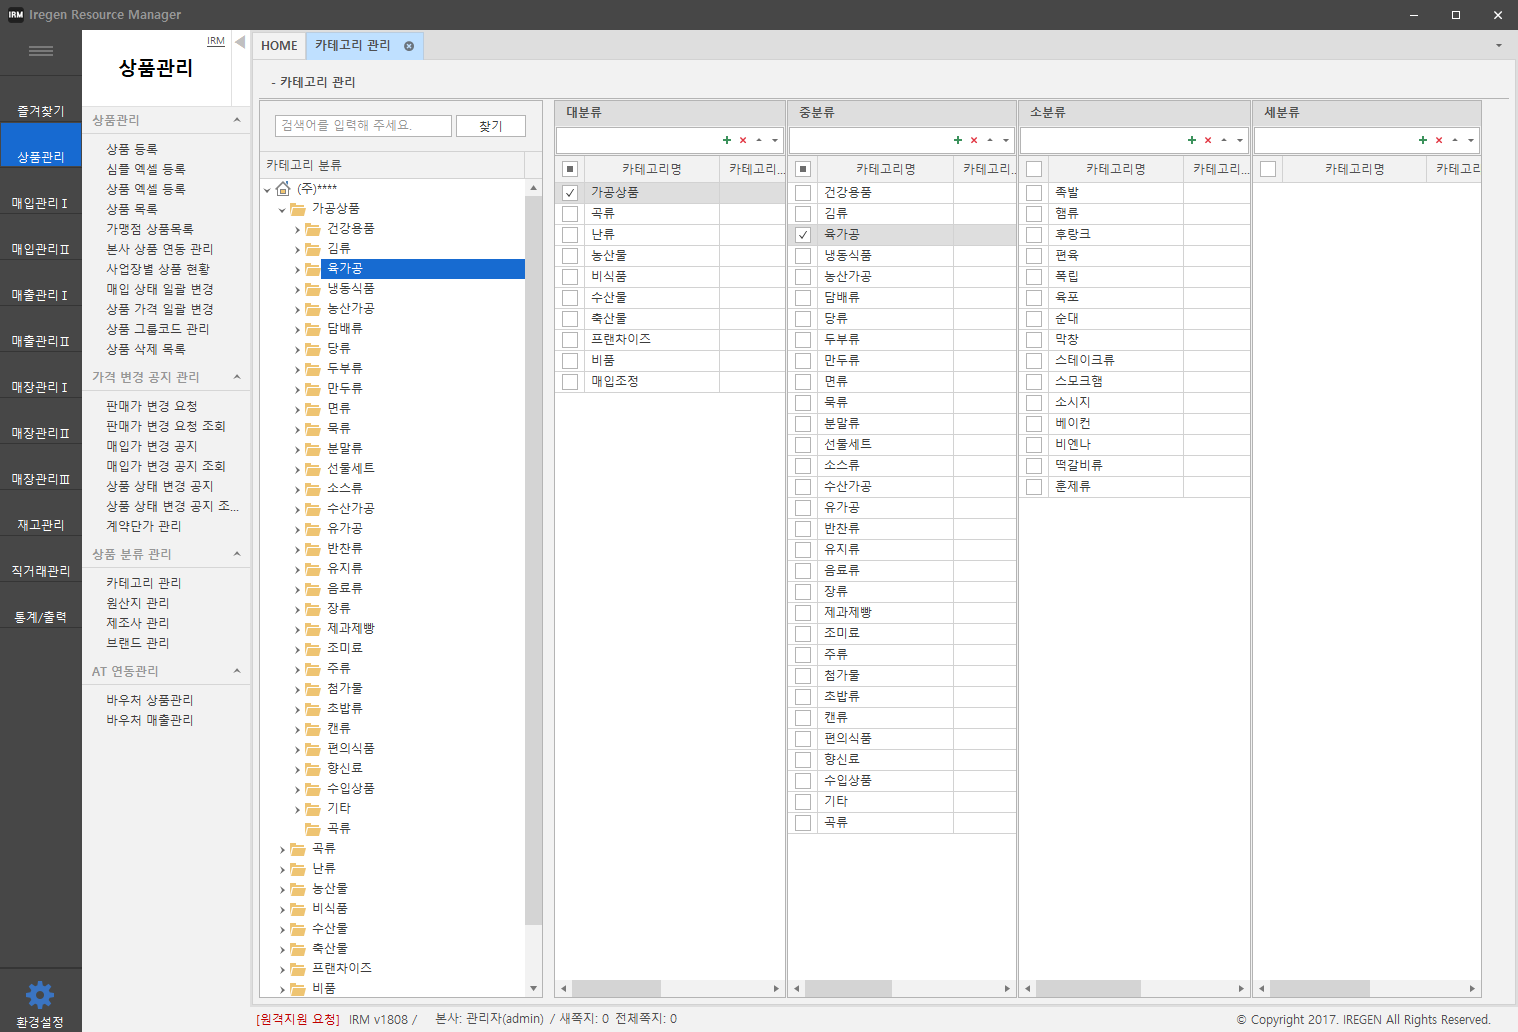 IRM Iregen Resource Manager
즐겨찾기
상품관리
매입관리 I
매입관리 II
매출관리 I
매출관리 II
매장관리 I
매장관리 II
매장관리 III
재고관리
직거래관리
통계/출력
환경설정
IRM
상품관리
상품관리
상품 등록
심플 엑셀 등록
상품 엑셀 등록
상품 목록
가맹점 상품목록
본사 상품 연동 관리
사업장별 상품 현황
매입 상태 일괄 변경
상품 가격 일괄 변경
상품 그룹코드 관리
상품 삭제 목록
가격 변경 공지 관리
판매가 변경 요청
판매가 변경 요청 조회
매입가 변경 공지
매입가 변경 공지 조회
상품 상태 변경 공지
상품 상태 변경 공지 조...
계약단가 관리
상품 분류 관리
카테고리 관리
원산지 관리
제조사 관리
브랜드 관리
AT 연동관리
바우처 상품관리
바우처 매출관리
HOME 카테고리 관리
- 카테고리 관리
검색어를 입력해 주세요. 찾기
카테고리 분류
(주)****
가공상품
건강용품
김류
육가공
냉동식품
농산가공
담배류
당류
두부류
만두류
면류
묵류
분말류
선물세트
소스류
수산가공
유가공
반찬류
유지류
음료류
장류
제과제빵
조미료
주류
첨가물
초밥류
캔류
편의식품
향신료
수입상품
기타
곡류
곡류
난류
농산물
비식품
수산물
축산물
프랜차이즈
비품
대분류
카테고리명 카테고리...
가공상품
곡류
난류
농산물
비식품
수산물
축산물
프랜차이즈
비품
매입조정
중분류
카테고리명 카테고리...
건강용품
김류
육가공
냉동식품
농산가공
담배류
당류
두부류
만두류
면류
묵류
분말류
선물세트
소스류
수산가공
유가공
반찬류
유지류
음료류
장류
제과제빵
조미료
주류
첨가물
초밥류
캔류
편의식품
향신료
수입상품
기타
곡류
소분류
카테고리명 카테고리...
족발
햄류
후랑크
편육
폭립
육포
순대
막창
스테이크류
스모크햄
소시지
베이컨
비엔나
떡갈비류
훈제류
세분류
카테고리명 카테고리
[원격지원 요청] IRM v1808 / 본사: 관리자(admin) / 새쪽지: 0 전체쪽지: 0
© Copyright 2017. IREGEN All Rights Reserved.